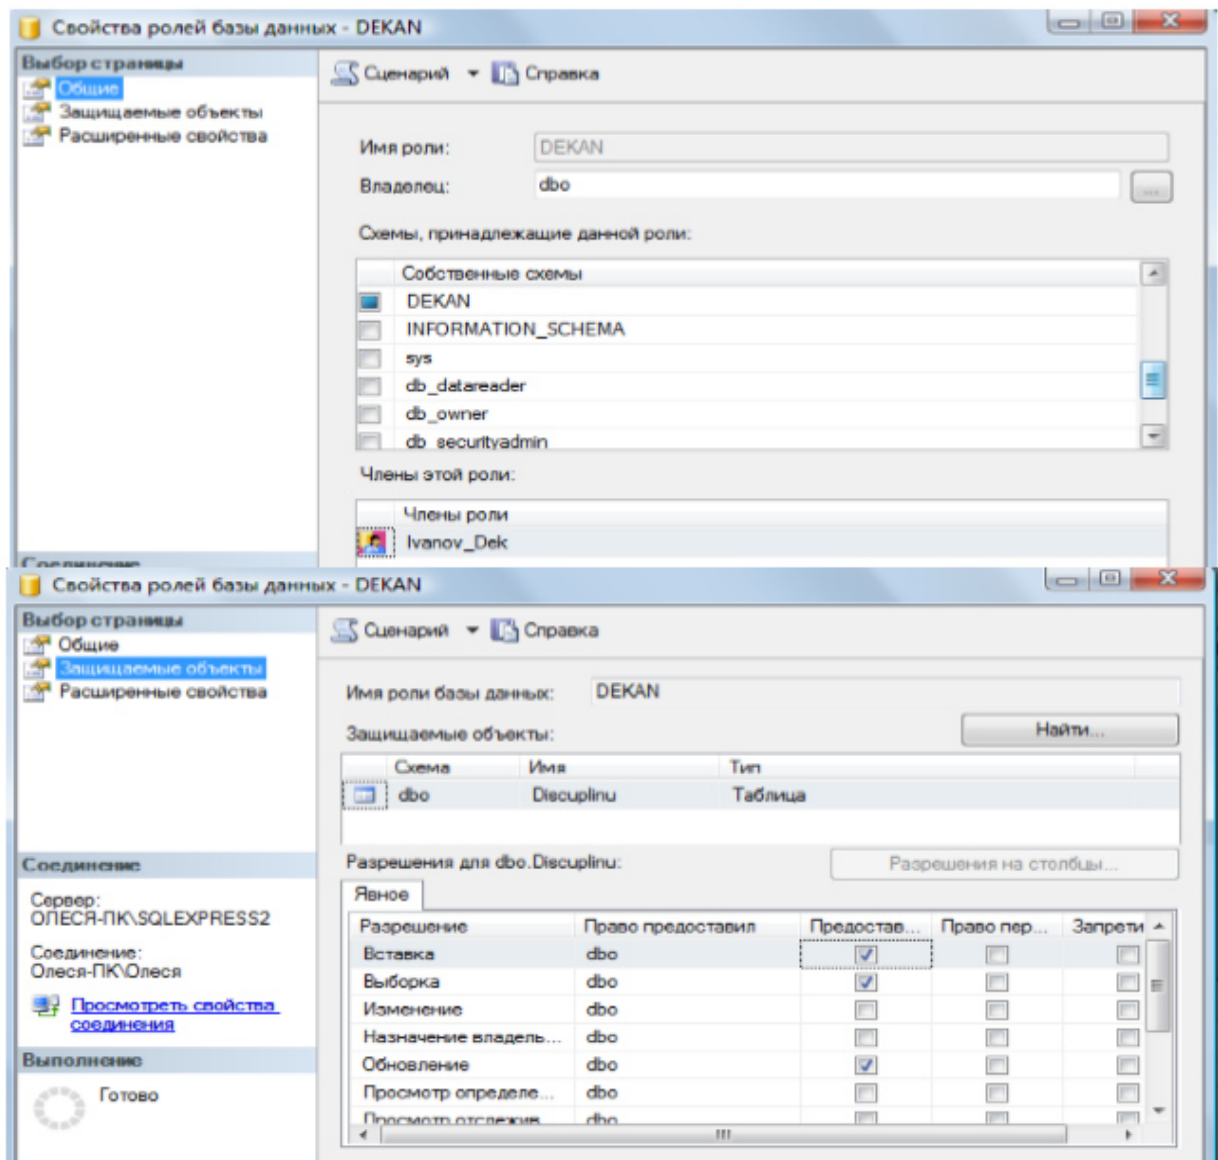 Свойства ролей базы данных - DEKAN
Выбор страницы
Общие
Защищаемые объекты
Расширенные свойства
Сценарий
Справка
Имя роли:
DEKAN
Владелец:
dbo
...
Схемы, принадлежащие данной роли:
Собственные схемы
DEKAN
INFORMATION_SCHEMA
sys
db_datareader
db_owner
db_securityadmin
Члены этой роли:
Члены роли
Ivanov_Dek
Соединение
Свойства ролей базы данных - DEKAN
Выбор страницы
Общие
Защищаемые объекты
Расширенные свойства
Сценарий
Справка
Имя роли базы данных:
DEKAN
Защищаемые объекты:
Найти...
Схема Имя Тип
dbo Discuplinu Таблица
Разрешения для dbo.Discuplinu:
Разрешения на столбцы...
Явное
Разрешение Право предоставил Предостав... Право пер... Запрети
Вставка dbo
Выборка dbo
Изменение dbo
Назначение владель... dbo
Обновление dbo
Просмотр определе... dbo
Просмотр отслежив... dbo
Соединение
Сервер:
ОЛЕСЯ-ПК\SQLEXPRESS2
Соединение:
Олеся-ПК\Олеся
Просмотреть свойства
соединения
Выполнение
Готово